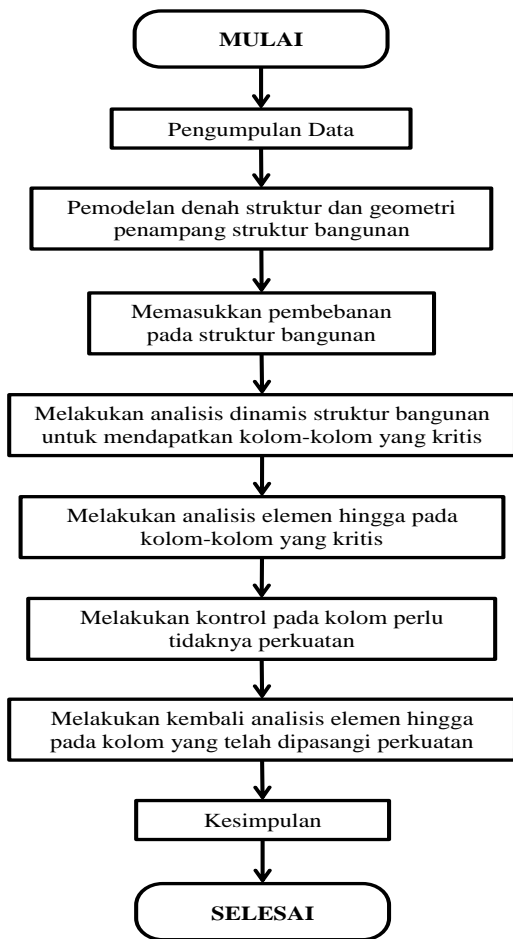 MULAI
Pengumpulan Data
Pemodelan denah struktur dan geometri
penampang struktur bangunan
Memasukkan pembebanan
pada struktur bangunan
Melakukan analisis dinamis struktur bangunan
untuk mendapatkan kolom-kolom yang kritis
Melakukan analisis elemen hingga pada
kolom-kolom yang kritis
Melakukan kontrol pada kolom perlu
tidaknya perkuatan
Melakukan kembali analisis elemen hingga
pada kolom yang telah dipasangi perkuatan
Kesimpulan
SELESAI